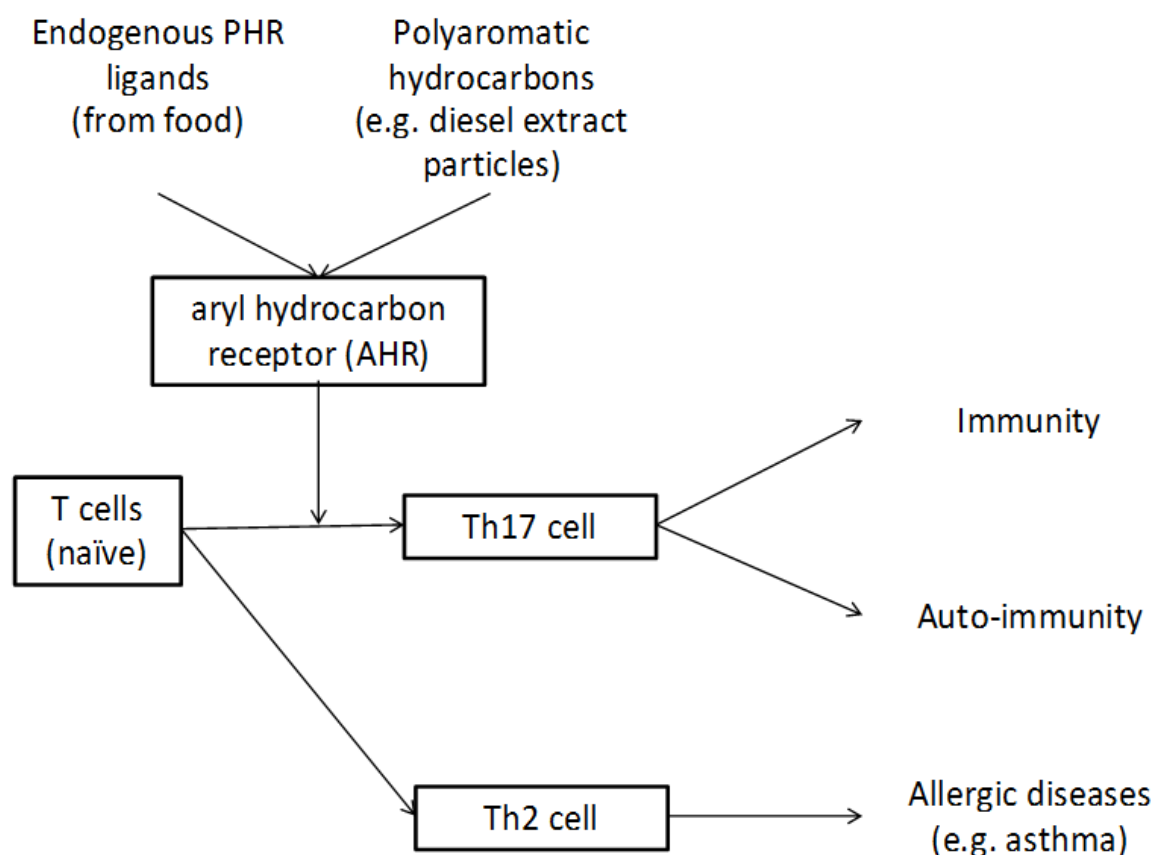 Endogenous PHR
ligands
(from food)
Polyaromatic
hydrocarbons
(e.g. diesel extract
particles)
aryl hydrocarbon
receptor (AHR)
Immunity
T cells
(naïve)
Th17 cell
Auto-immunity
Th2 cell
Allergic diseases
(e.g. asthma)